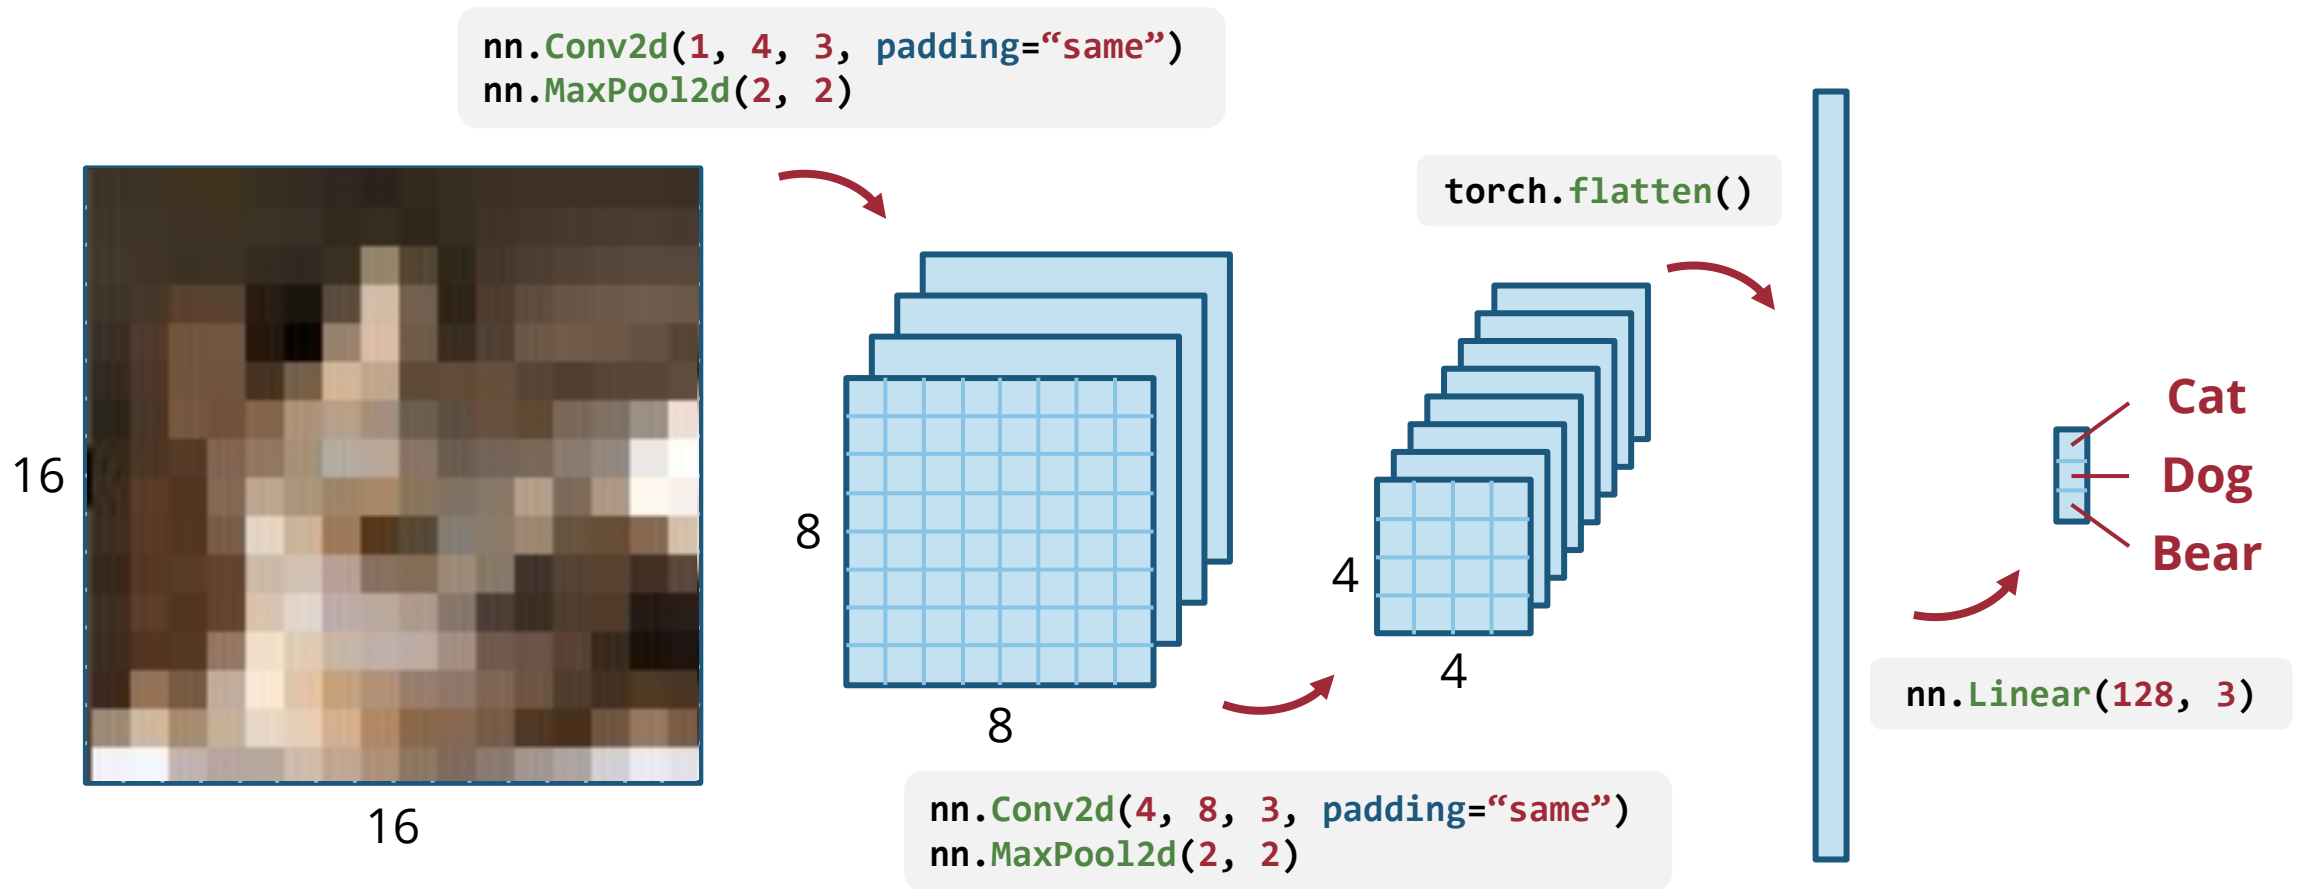 nn.Conv2d(1, 4, 3, padding=“same”)
nn.MaxPool2d(2, 2)
16
16
8
8
nn.Conv2d(4, 8, 3, padding=“same”)
nn.MaxPool2d(2, 2)
4
4
torch.flatten()
nn.Linear(128, 3)
Cat
Dog
Bear